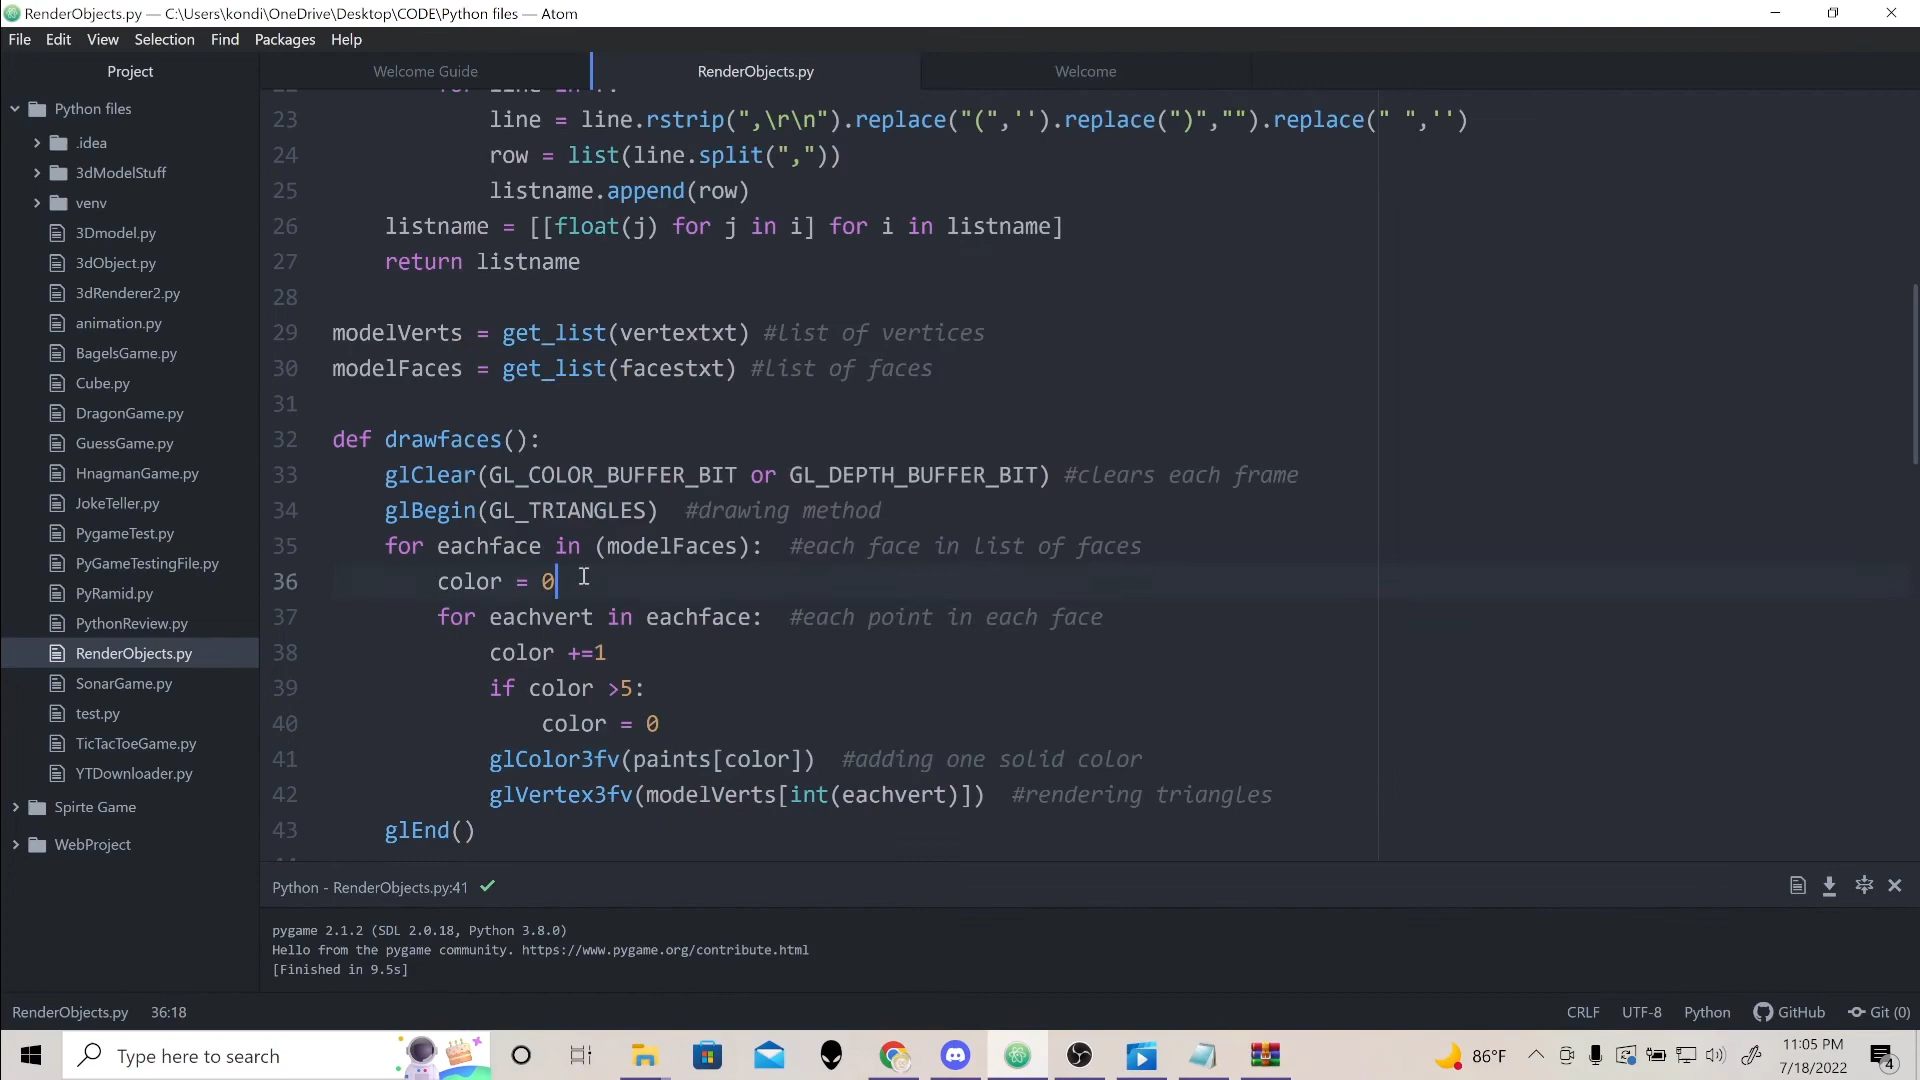 RenderObjects.py — C:\Users\kondi\OneDrive\Desktop\CODE\Python files — Atom
File Edit View Selection Find Packages Help
Project
Welcome Guide
RenderObjects.py
Welcome
Python files
.idea
3dModelStuff
venv
3Dmodel.py
3dObject.py
3dRenderer2.py
animation.py
BagelsGame.py
Cube.py
DragonGame.py
GuessGame.py
HnagmanGame.py
JokeTeller.py
PygameTest.py
PyGameTestingFile.py
PyRamid.py
PythonReview.py
RenderObjects.py
SonarGame.py
test.py
TicTacToeGame.py
YTDownloader.py
Spirte Game
WebProject
23 line = line.rstrip(",\r\n").replace("(",'').replace(")","").replace(" ",'')
24 row = list(line.split(","))
25 listname.append(row)
26 listname = [[float(j) for j in i] for i in listname]
27 return listname
28
29 modelVerts = get_list(vertextxt) #list of vertices
30 modelFaces = get_list(facestxt) #list of faces
31
32 def drawfaces():
33 glClear(GL_COLOR_BUFFER_BIT or GL_DEPTH_BUFFER_BIT) #clears each frame
34 glBegin(GL_TRIANGLES) #drawing method
35 for eachface in (modelFaces): #each face in list of faces
36 color = 0
37 for eachvert in eachface: #each point in each face
38 color +=1
39 if color >5:
40 color = 0
41 glColor3fv(paints[color]) #adding one solid color
42 glVertex3fv(modelVerts[int(eachvert)]) #rendering triangles
43 glEnd()
Python - RenderObjects.py:41
pygame 2.1.2 (SDL 2.0.18, Python 3.8.0)
Hello from the pygame community. https://www.pygame.org/contribute.html
[Finished in 9.5s]
RenderObjects.py 36:18
CRLF UTF-8 Python GitHub Git (0)
Type here to search
86°F
11:05 PM
7/18/2022
4